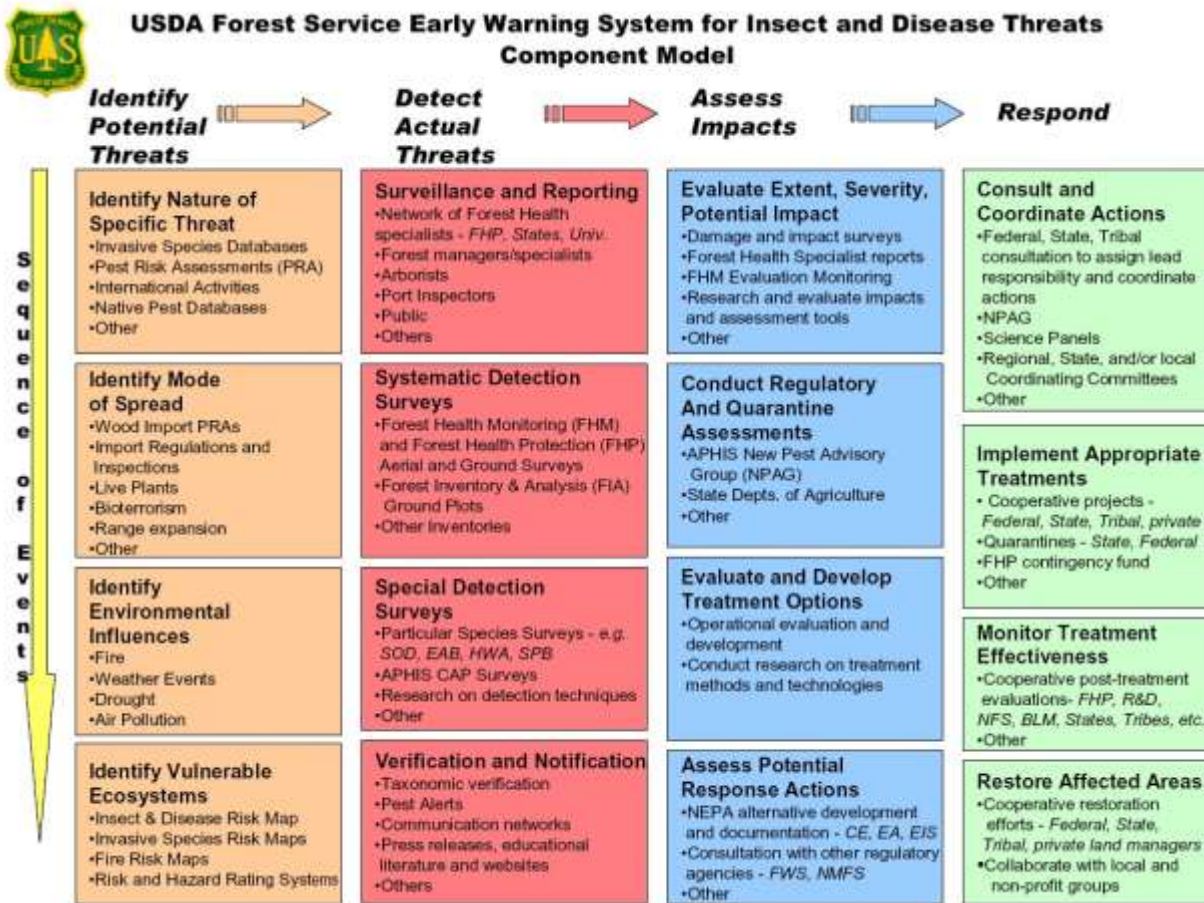 USDA Forest Service Early Warning System for Insect and Disease Threats
Component Model
UAS
Identify
Potential
Threats
Detect
Actual
Threats
Assess
Impacts
Respond
Sequence of Events
Identify Nature of
Specific Threat
•Invasive Species Databases
•Pest Risk Assessments (PRA)
•International Activities
•Native Pest Databases
•Other
Identify Mode
of Spread
•Wood Import PRAs
•Import Regulations and
Inspections
•Live Plants
•Bioterrorism
•Range expansion
•Other
Identify
Environmental
Influences
•Fire
•Weather Events
•Drought
•Air Pollution
Identify Vulnerable
Ecosystems
•Insect & Disease Risk Map
•Invasive Species Risk Maps
•Fire Risk Maps
•Risk and Hazard Rating Systems
Surveillance and Reporting
•Network of Forest Health
specialists - FHP, States, Univ.
•Forest managers/specialists
•Arborists
•Port Inspectors
•Public
•Others
Systematic Detection
Surveys
•Forest Health Monitoring (FHM)
and Forest Health Protection (FHP)
Aerial and Ground Surveys
•Forest Inventory & Analysis (FIA)
Ground Plots
•Other Inventories
Special Detection
Surveys
•Particular Species Surveys - e.g.
SOD, EAB, HWA, SPB
•APHIS CAP Surveys
•Research on detection techniques
•Other
Verification and Notification
•Taxonomic verification
•Pest Alerts
•Communication networks
•Press releases, educational
literature and websites
•Others
Evaluate Extent, Severity,
Potential Impact
•Damage and impact surveys
•Forest Health Specialist reports
•FHM Evaluation Monitoring
•Research and evaluate impacts
and assessment tools
•Other
Conduct Regulatory
And Quarantine
Assessments
•APHIS New Pest Advisory
Group (NPAG)
•State Depts. of Agriculture
•Other
Evaluate and Develop
Treatment Options
•Operational evaluation and
development
•Conduct research on treatment
methods and technologies
Assess Potential
Response Actions
•NEPA alternative development
and documentation - CE, EA, EIS
•Consultation with other regulatory
agencies - FWS, NMFS
•Other
Consult and
Coordinate Actions
•Federal, State, Tribal
consultation to assign lead
responsibility and coordinate
actions
•NPAG
•Science Panels
•Regional, State, and/or local
Coordinating Committees
•Other
Implement Appropriate
Treatments
• Cooperative projects -
Federal, State, Tribal, private
•Quarantines - State, Federal
•FHP contingency fund
•Other
Monitor Treatment
Effectiveness
•Cooperative post-treatment
evaluations- FHP, R&D,
NFS, BLM, States, Tribes, etc.
•Other
Restore Affected Areas
•Cooperative restoration
efforts - Federal, State,
Tribal, private land managers
▪Collaborate with local and
non-profit groups